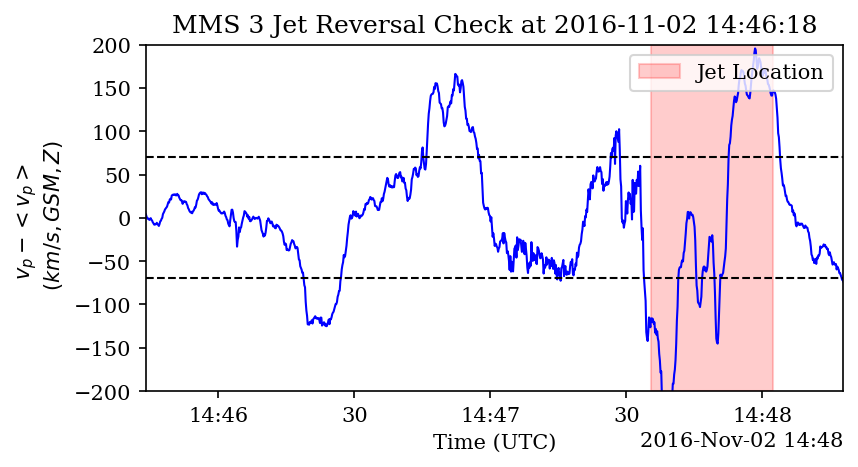 MMS 3 Jet Reversal Check at 2016-11-02 14:46:18
Jet Location
200
150
100
50
0
−50
−100
−150
−200
v_p − < v_p >
(km/s, GSM, Z)
14:46
30
14:47
30
14:48
Time (UTC)
2016-Nov-02 14:48